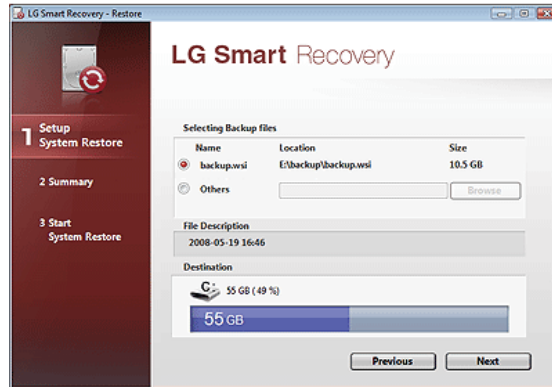 LG Smart Recovery - Restore
LG Smart Recovery
1 Setup
System Restore
2 Summary
3 Start
System Restore
Selecting Backup files
Name Location Size
backup.wsi E:\backup\backup.wsi 10.5 GB
Others Browse
File Description
2008-05-19 16:46
Destination
C: 55 GB ( 49 %)
55 GB
Previous Next